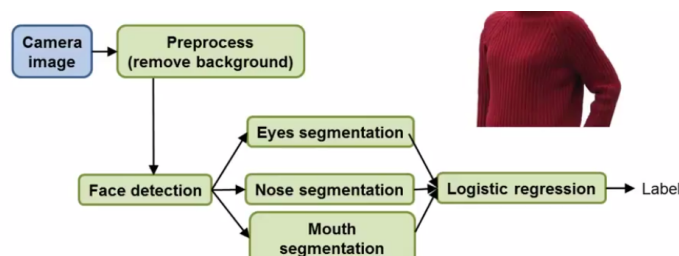 Camera
image
Preprocess
(remove background)
Eyes segmentation
Face detection
Nose segmentation
Logistic regression
Label
Mouth
segmentation